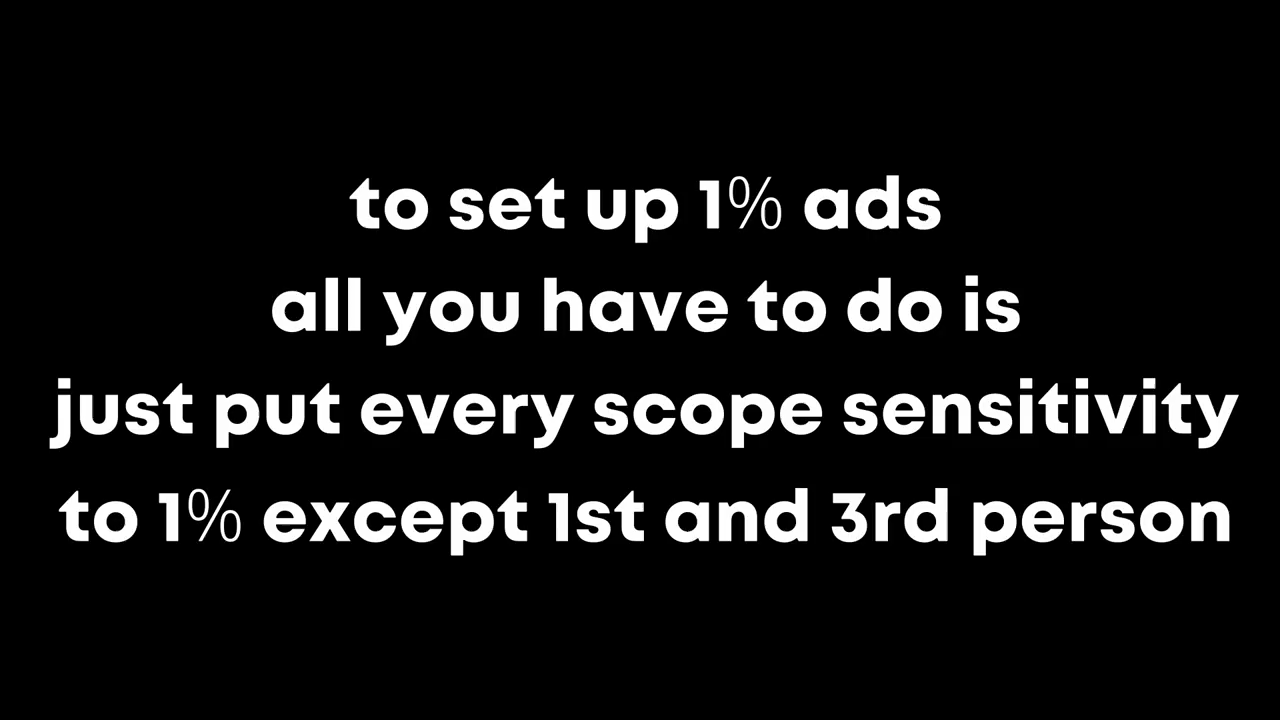 to set up 1% ads
all you have to do is
just put every scope sensitivity
to 1% except 1st and 3rd person